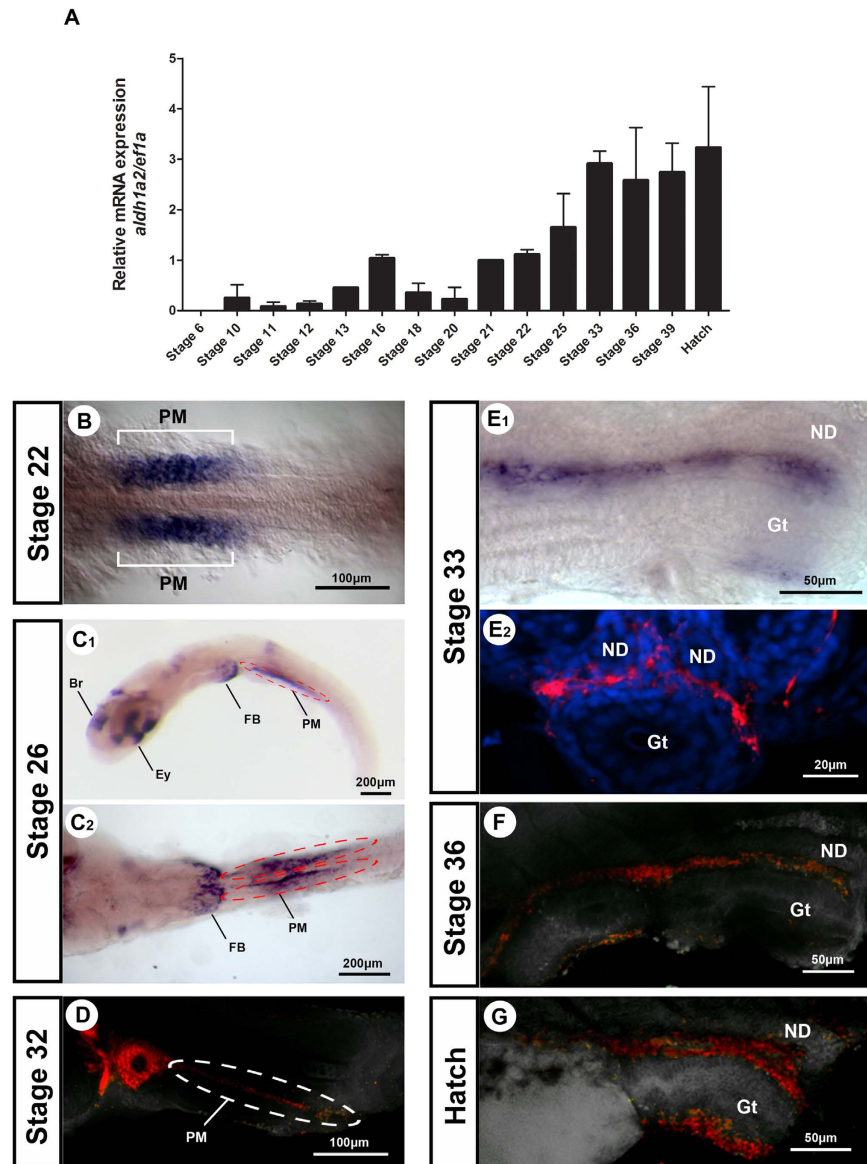 A
Relative mRNA expression
aldh1a2/ef1a
5
4
3
2
1
0
Stage 6
Stage 10
Stage 11
Stage 12
Stage 13
Stage 16
Stage 18
Stage 20
Stage 21
Stage 22
Stage 25
Stage 33
Stage 36
Stage 39
Hatch
Stage 22
B
PM
PM
100µm
Stage 26
C1
Br
Ey
FB
PM
200µm
C2
FB
PM
200µm
Stage 32
D
PM
100µm
Stage 33
E1
ND
Gt
50µm
E2
ND
ND
Gt
20µm
Stage 36
F
ND
Gt
50µm
Hatch
G
ND
Gt
50µm